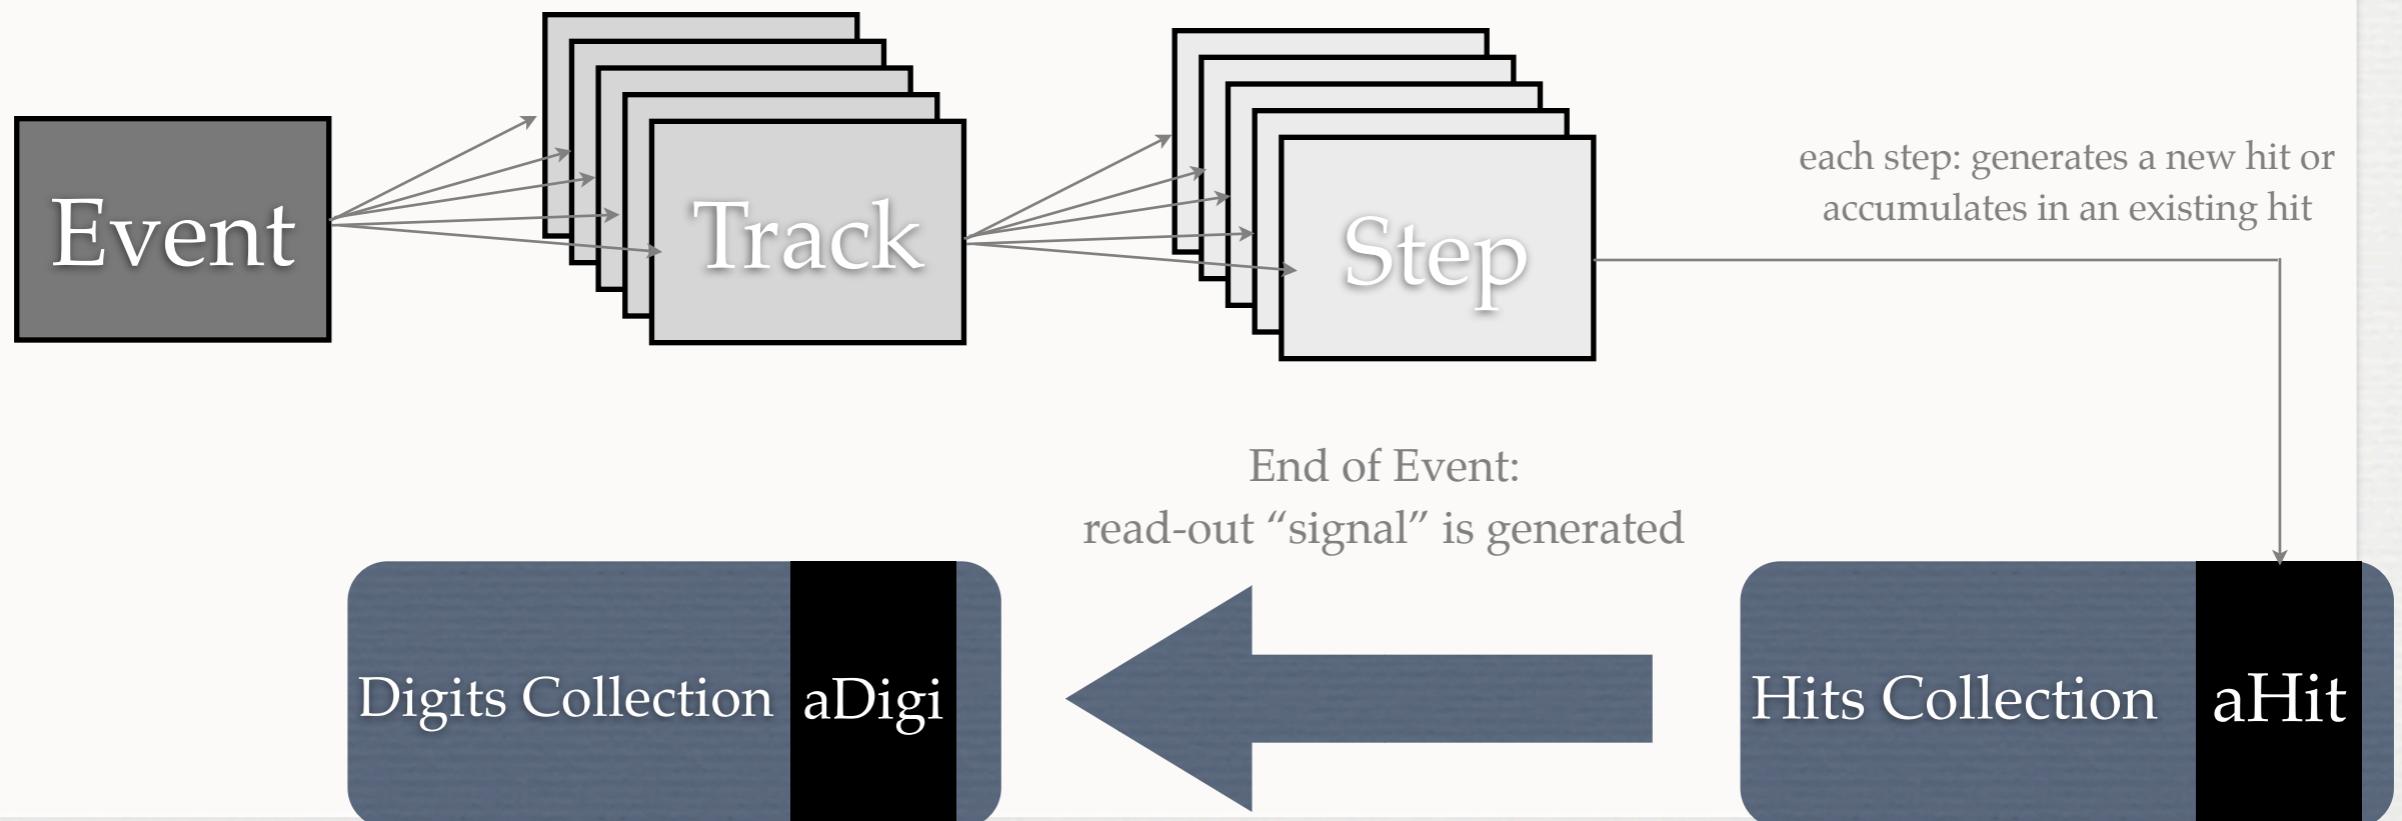 Event
Track
Step
each step: generates a new hit or
accumulates in an existing hit
End of Event:
read-out “signal” is generated
Digits Collection
aDigi
Hits Collection
aHit